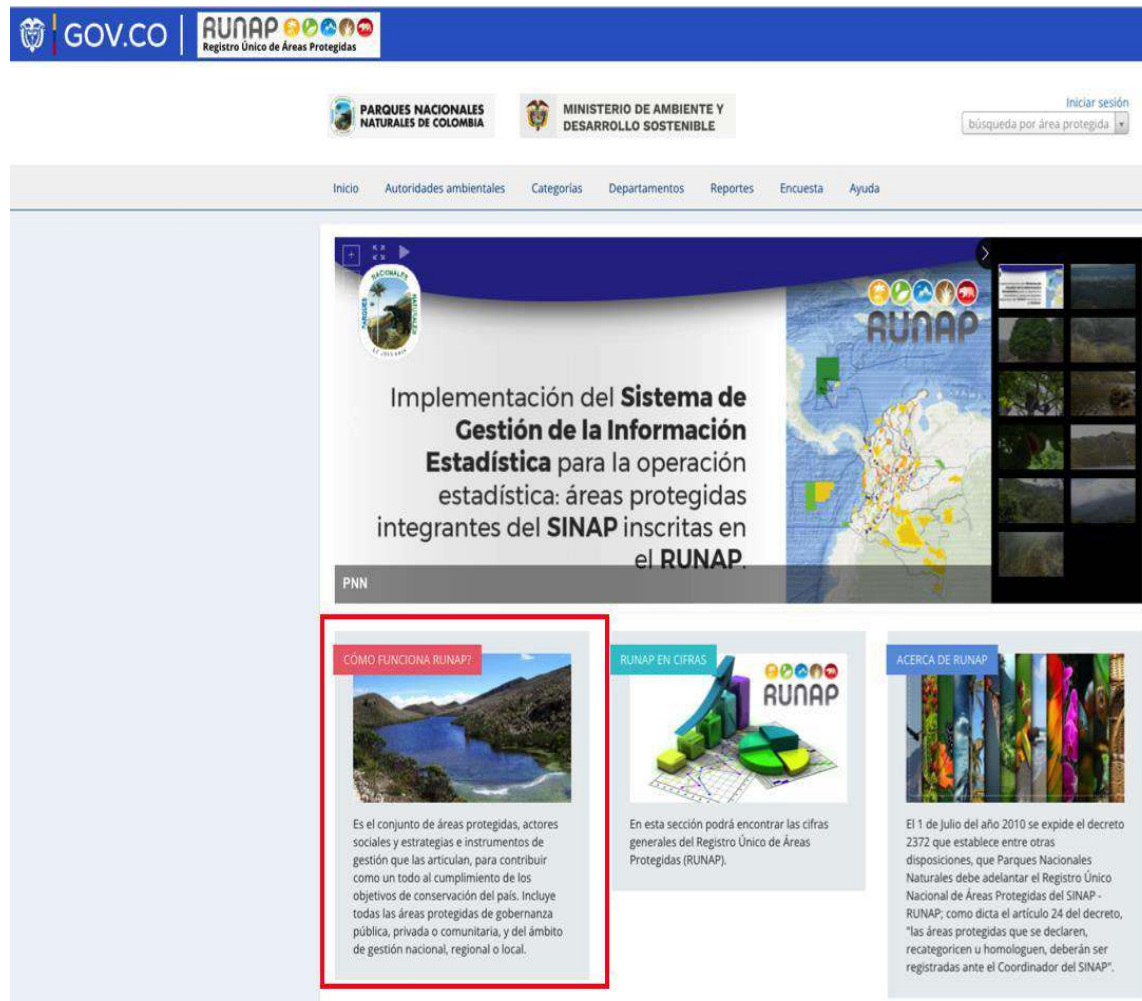 GOV.CO
RUNAP
Registro Único de Áreas Protegidas
PARQUES NACIONALES
NATURALES DE COLOMBIA
MINISTERIO DE AMBIENTE Y
DESARROLLO SOSTENIBLE
Iniciar sesión
búsqueda por área protegida
Inicio Autoridades ambientales Categorías Departamentos Reportes Encuesta Ayuda
PARQUES NACIONALES
RUNAP
Implementación del Sistema de
Gestión de la Información
Estadística para la operación
estadística: áreas protegidas
integrantes del SINAP inscritas en
el RUNAP.
PNN
CÓMO FUNCIONA RUNAP?
Es el conjunto de áreas protegidas, actores
sociales y estrategias e instrumentos de
gestión que las articulan, para contribuir
como un todo al cumplimiento de los
objetivos de conservación del país. Incluye
todas las áreas protegidas de gobernanza
pública, privada o comunitaria, y del ámbito
de gestión nacional, regional o local.
RUNAP EN CIFRAS
RUNAP
En esta sección podrá encontrar las cifras
generales del Registro Único de Áreas
Protegidas (RUNAP).
ACERCA DE RUNAP
El 1 de Julio del año 2010 se expide el decreto
2372 que establece entre otras
disposiciones, que Parques Nacionales
Naturales debe adelantar el Registro Único
Nacional de Áreas Protegidas del SINAP -
RUNAP; como dicta el artículo 24 del decreto,
"las áreas protegidas que se declaren,
recategoricen u homologuen, deberán ser
registradas ante el Coordinador del SINAP".